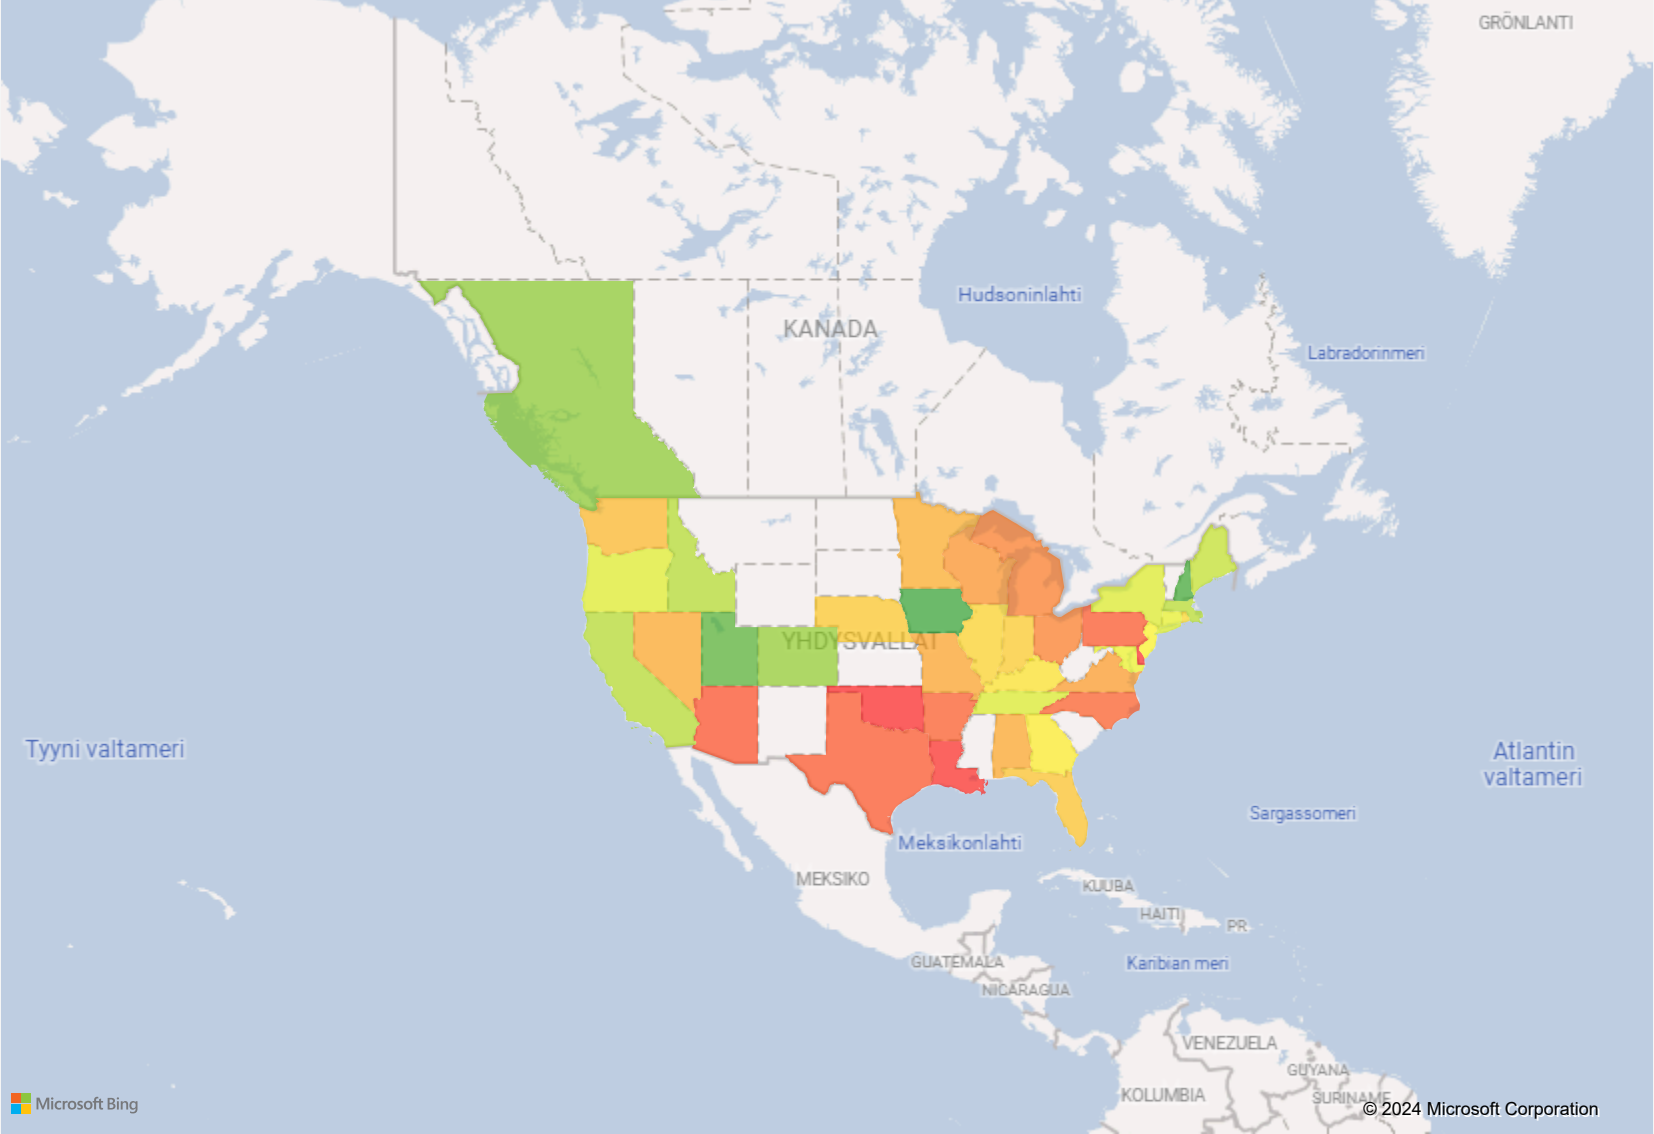 GRÖNLANTI
Hudsoninlahti
KANADA
Labradorinmeri
YHDYSVALLAT
Tyyni valtameri
Atlantin
valtameri
Sargassomeri
Meksikonlahti
MEKSIKO
KUUBA
HAITI
PR.
GUATEMALA
Karibian meri
NICARAGUA
VENEZUELA
GUYANA
KOLUMBIA
SURINAME
Microsoft Bing
© 2024 Microsoft Corporation